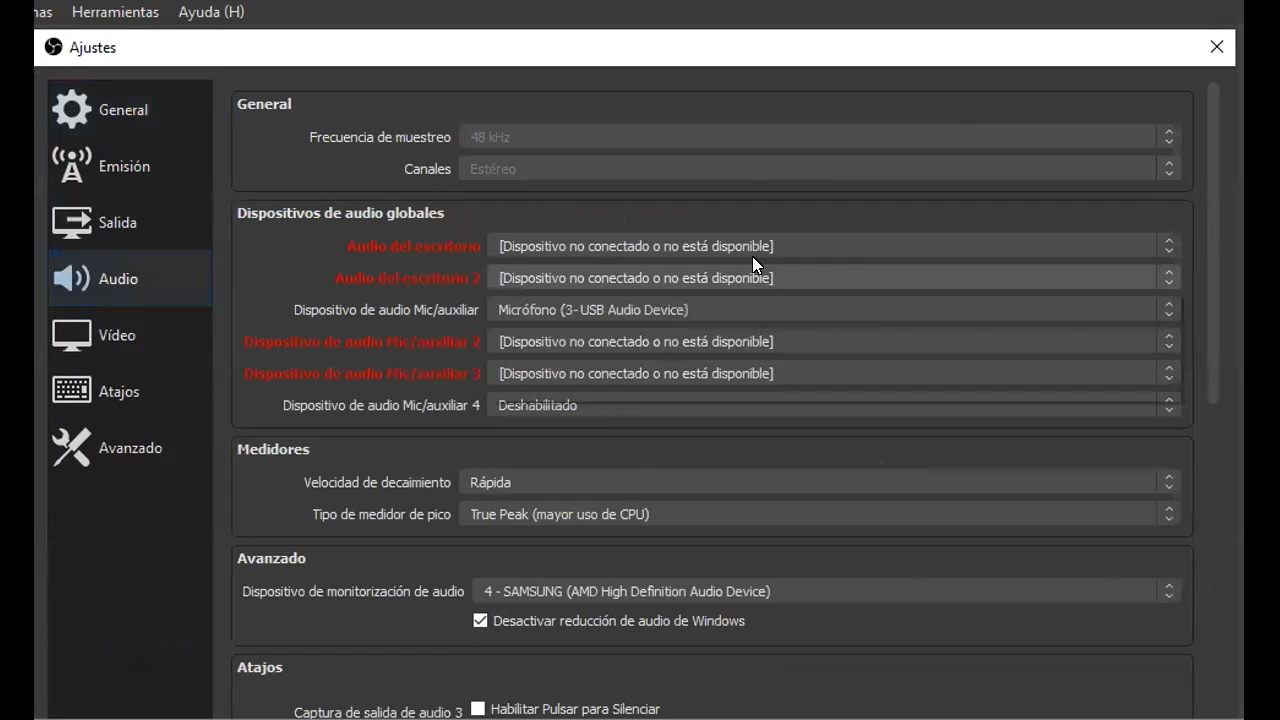 nas Herramientas Ayuda (H)
Ajustes
General
Emisión
Salida
Audio
Vídeo
Atajos
Avanzado
General
Frecuencia de muestreo 48 kHz
Canales Estéreo
Dispositivos de audio globales
Audio del escritorio [Dispositivo no conectado o no está disponible]
Audio del escritorio 2 [Dispositivo no conectado o no está disponible]
Dispositivo de audio Mic/auxiliar Micrófono (3- USB Audio Device)
Dispositivo de audio Mic/auxiliar 2 [Dispositivo no conectado o no está disponible]
Dispositivo de audio Mic/auxiliar 3 [Dispositivo no conectado o no está disponible]
Dispositivo de audio Mic/auxiliar 4 Deshabilitado
Medidores
Velocidad de decaimiento Rápida
Tipo de medidor de pico True Peak (mayor uso de CPU)
Avanzado
Dispositivo de monitorización de audio 4 - SAMSUNG (AMD High Definition Audio Device)
Desactivar reducción de audio de Windows
Atajos
Captura de salida de audio 3 Habilitar Pulsar para Silenciar